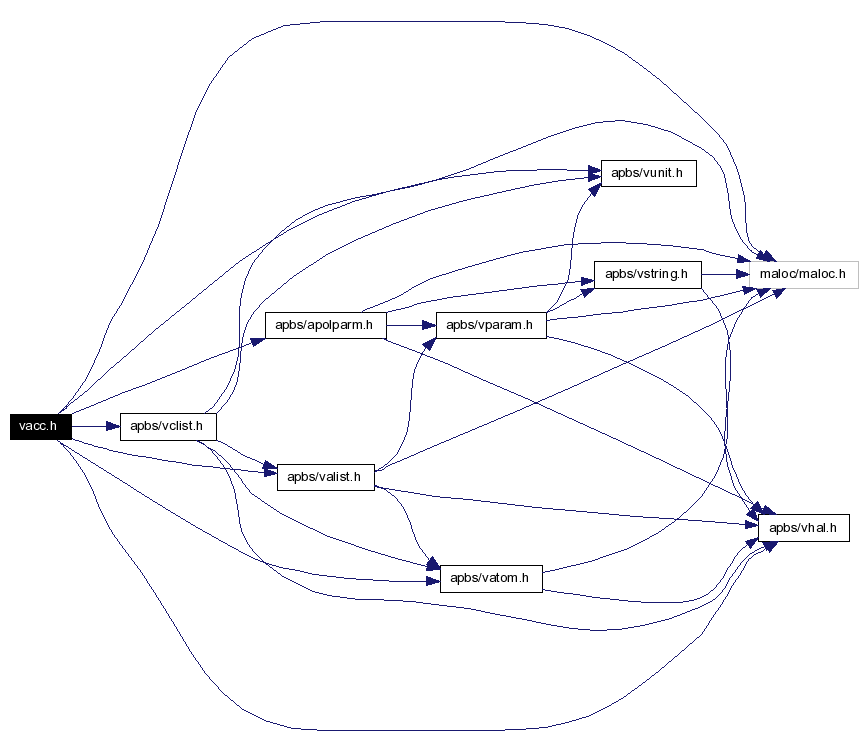 apbs/vunit.h
apbs/vstring.h
maloc/maloc.h
apbs/apolparm.h
apbs/vparam.h
vacc.h
apbs/vclist.h
apbs/valist.h
apbs/vhal.h
apbs/vatom.h